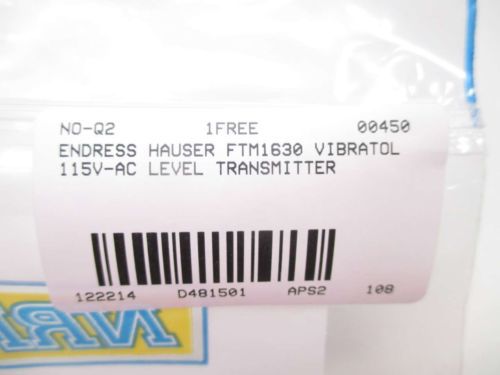 NO-Q2 1FREE 00450
ENDRESS HAUSER FTM1630 VIBRATOL
115V-AC LEVEL TRANSMITTER
122214 D481501 APS2 108